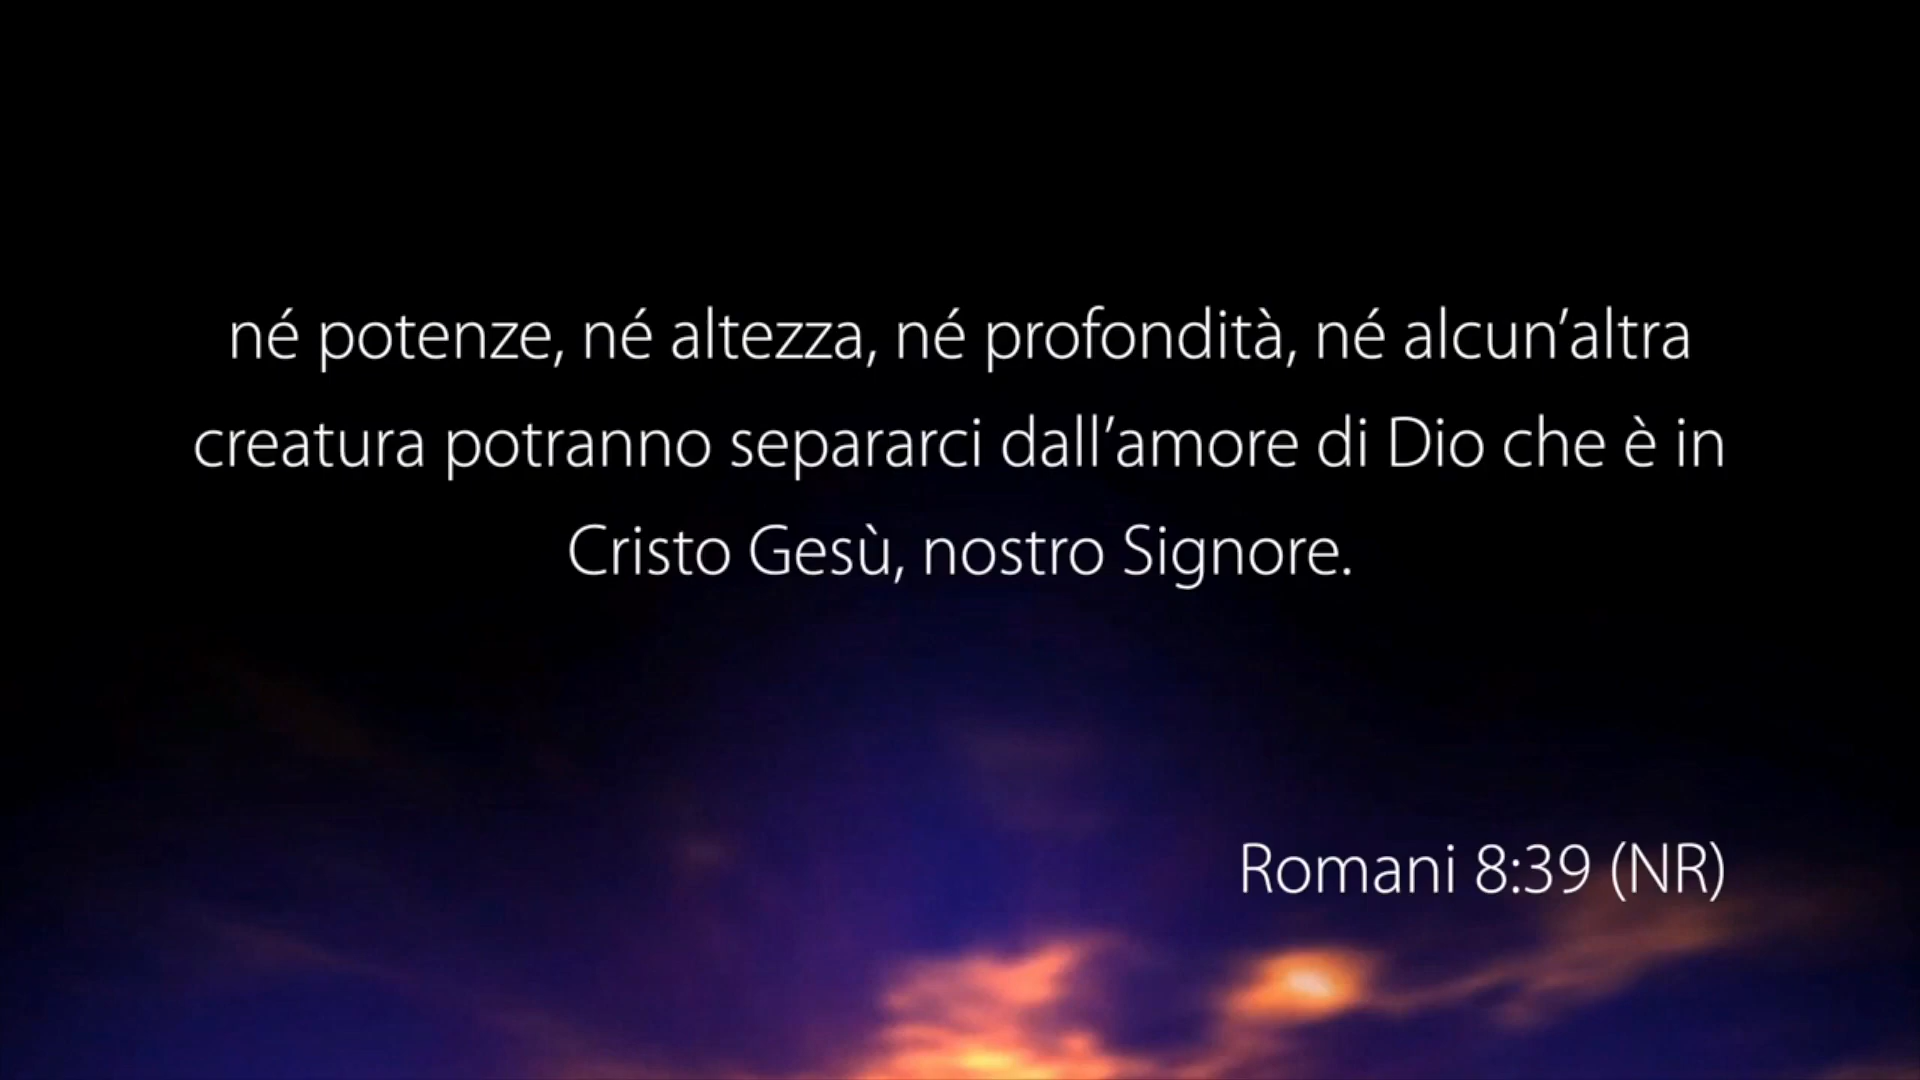 né potenze, né altezza, né profondità, né alcun’altra
creatura potranno separarci dall’amore di Dio che è in
Cristo Gesù, nostro Signore.
Romani 8:39 (NR)